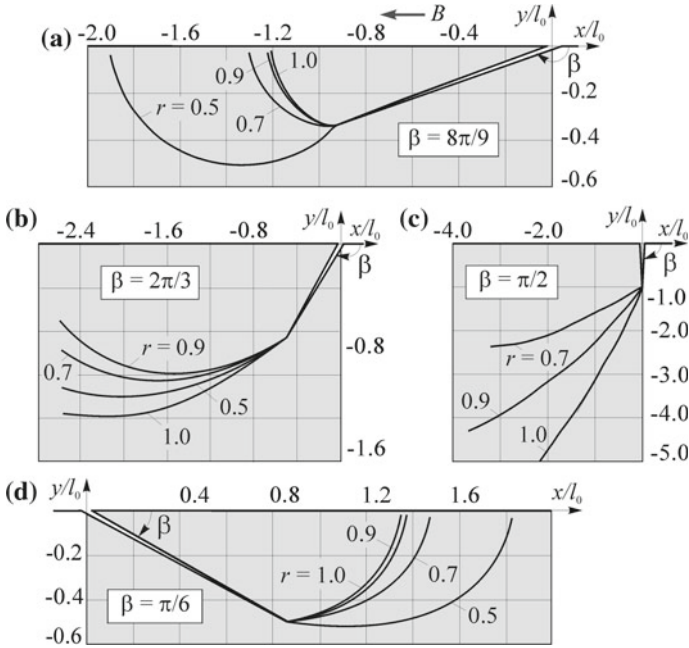 (a) -2.0 -1.6 -1.2 -0.8 -0.4 B y/l₀ x/l₀
0.9 1.0 β
r = 0.5 0.7 -0.2
β = 8π/9 -0.4
-0.6
(b) -2.4 -1.6 -0.8 y/l₀ x/l₀
β = 2π/3 β
r = 0.9
0.7 -0.8
0.5
1.0
-1.6
(c) -4.0 -2.0 y/l₀ x/l₀
β = π/2 β
-1.0
r = 0.7 -2.0
0.9 -3.0
1.0 -4.0
-5.0
(d) y/l₀ 0.4 0.8 1.2 1.6 x/l₀
β
-0.2 0.9
r = 1.0 0.7
-0.4 β = π/6 0.5
-0.6